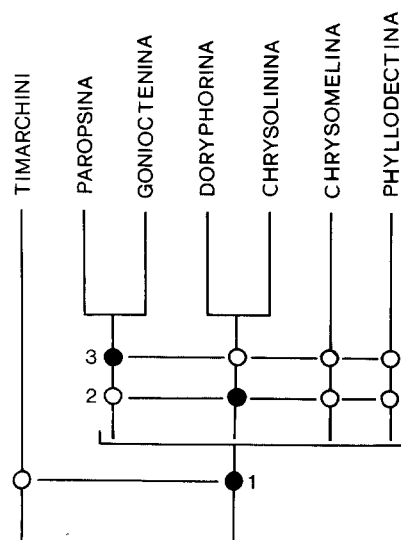 TIMARCHINI
PAROPSINA
GONIOCTENINA
DORYPHORINA
CHRYSOLININA
CHRYSOMELINA
PHYLLODECTINA
3
2
1